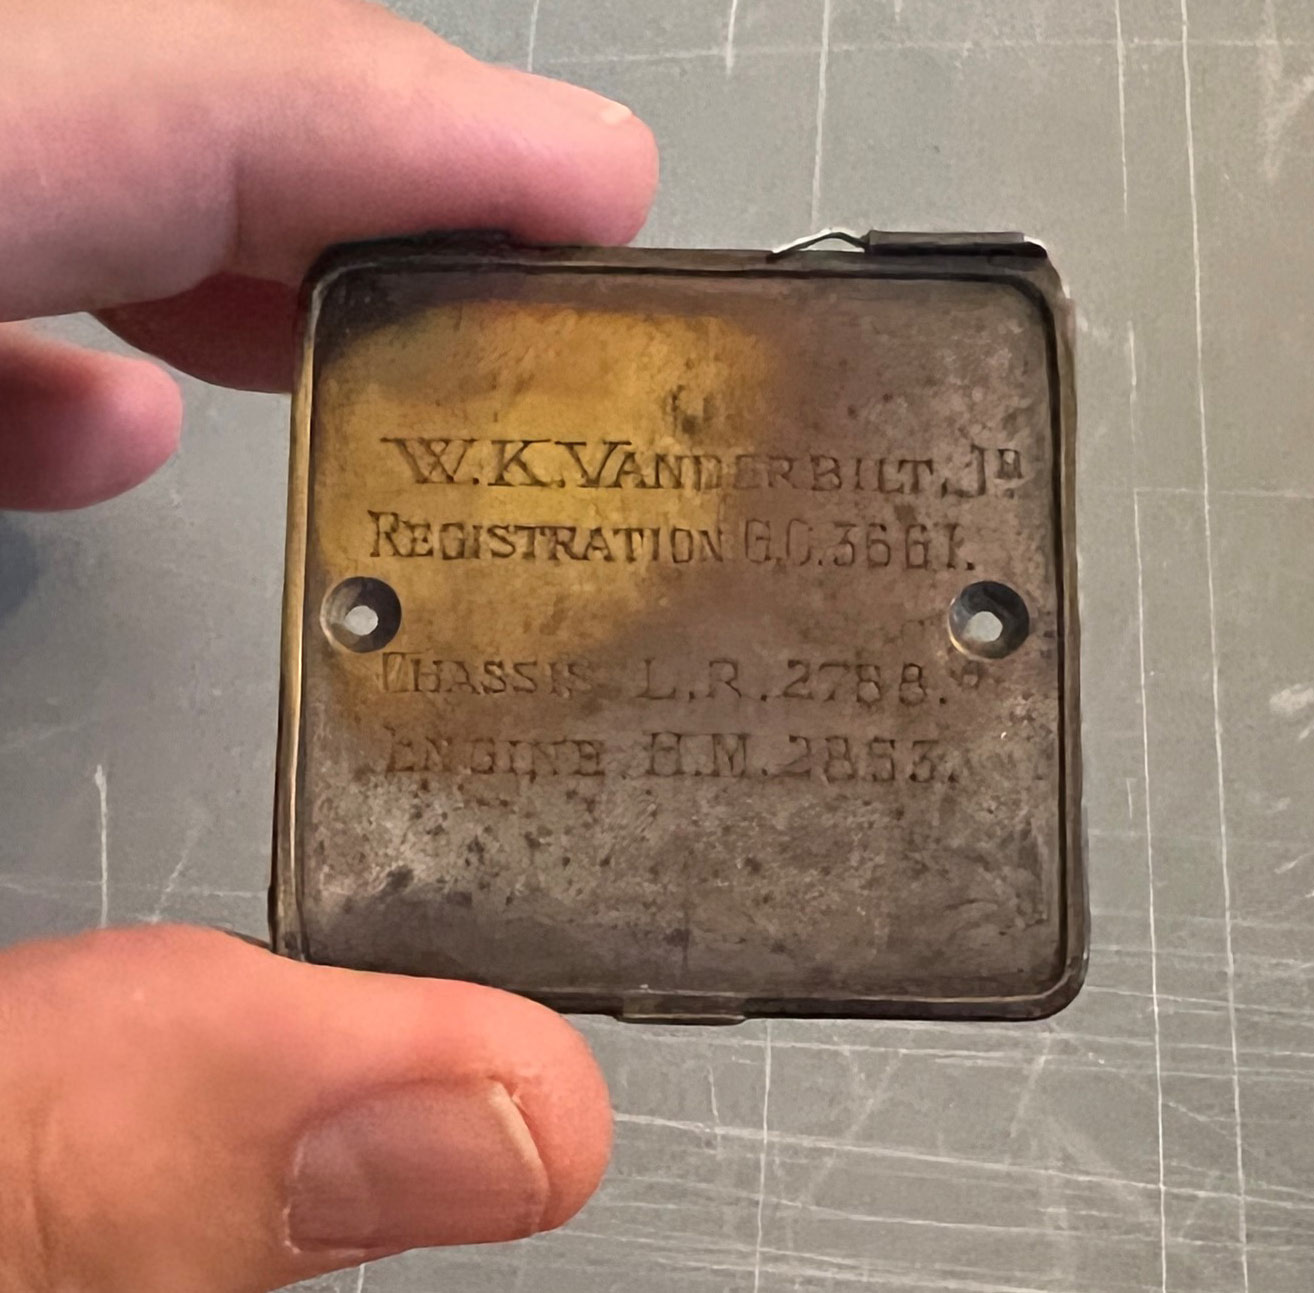 W.K.VANDERBILT.JR.
REGISTRATION G.C.3661.
CHASSIS L.R.2788.
ENGINE H.M.2853.